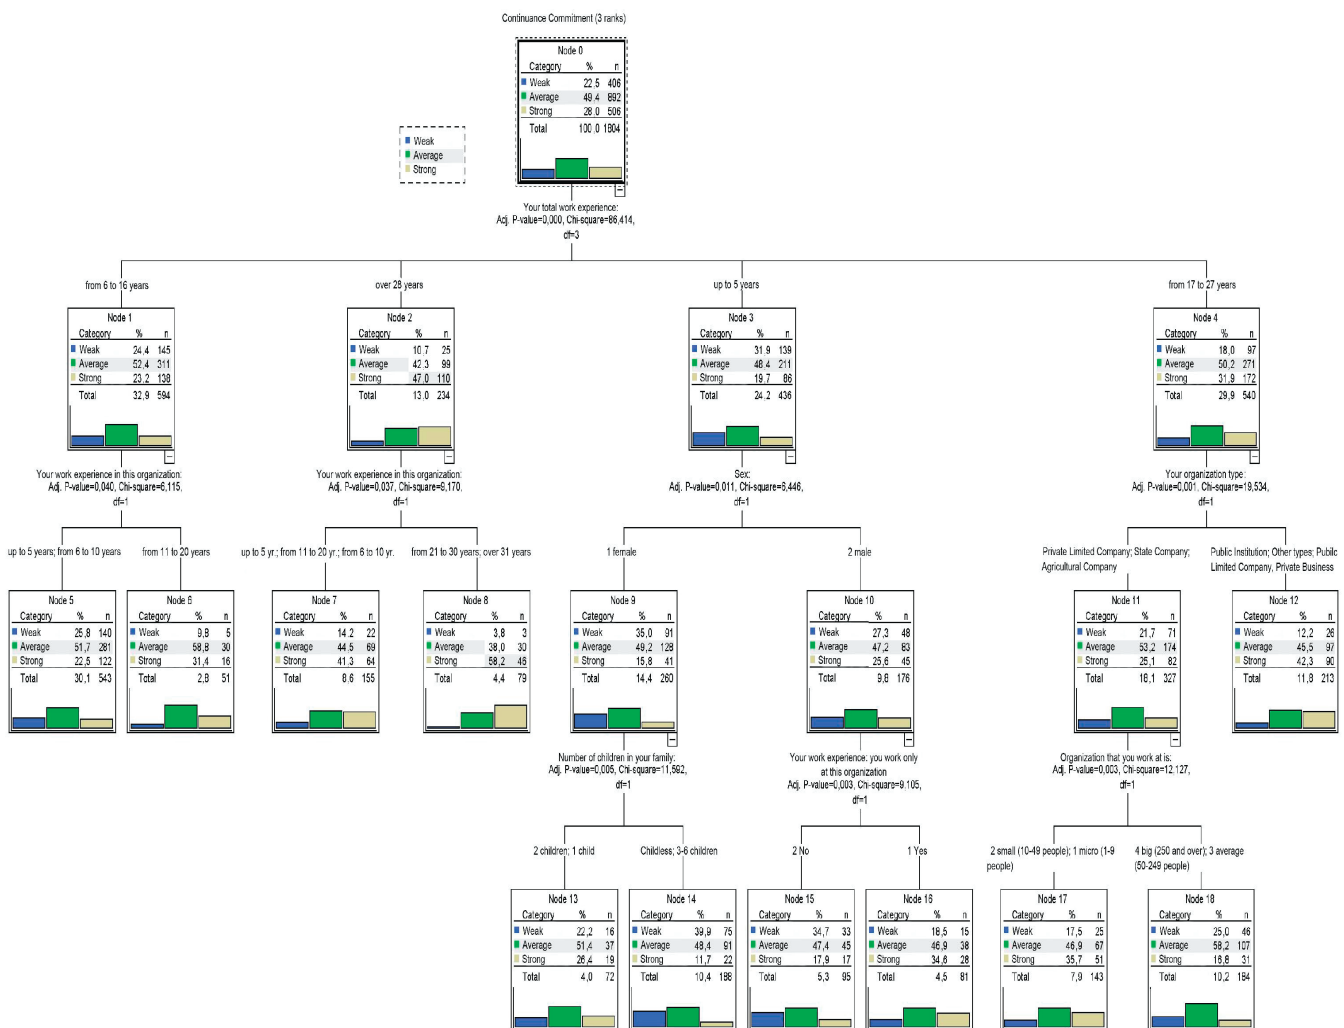 Continuance Commitment (3 ranks)
Node 0
Category % n
Weak 22,5 406
Average 49,4 892
Strong 28,0 506
Total 100,0 1804
Weak
Average
Strong
Your total work experience:
Adj. P-value=0,000, Chi-square=86,414,
df=3
from 6 to 16 years
over 28 years
up to 5 years
from 17 to 27 years
Node 1
Category % n
Weak 24,4 145
Average 52,4 311
Strong 23,2 138
Total 32,9 594
Node 2
Category % n
Weak 10,7 25
Average 42,3 99
Strong 47,0 110
Total 13,0 234
Node 3
Category % n
Weak 31,9 139
Average 48,4 211
Strong 19,7 86
Total 24,2 436
Node 4
Category % n
Weak 18,0 97
Average 50,2 271
Strong 31,9 172
Total 29,9 540
Your work experience in this organization:
Adj. P-value=0,040, Chi-square=6,115,
df=1
Your work experience in this organization:
Adj. P-value=0,037, Chi-square=9,170,
df=1
Sex:
Adj. P-value=0,011, Chi-square=6,446,
df=1
Your organization type:
Adj. P-value=0,001, Chi-square=19,534,
df=1
up to 5 years; from 6 to 10 years
from 11 to 20 years
up to 5 yr.; from 11 to 20 yr.; from 6 to 10 yr.
from 21 to 30 years; over 31 years
1 female
2 male
Private Limited Company; State Company;
Agricultural Company
Public Institution; Other types; Public
Limited Company, Private Business
Node 5
Category % n
Weak 25,8 140
Average 51,7 281
Strong 22,5 122
Total 30,1 543
Node 6
Category % n
Weak 9,8 5
Average 58,8 30
Strong 31,4 16
Total 2,8 51
Node 7
Category % n
Weak 14,2 22
Average 44,5 69
Strong 41,3 64
Total 8,6 155
Node 8
Category % n
Weak 3,8 3
Average 38,0 30
Strong 58,2 46
Total 4,4 79
Node 9
Category % n
Weak 35,0 91
Average 49,2 128
Strong 15,8 41
Total 14,4 260
Node 10
Category % n
Weak 27,3 48
Average 47,2 83
Strong 25,6 45
Total 9,8 176
Node 11
Category % n
Weak 21,7 71
Average 53,2 174
Strong 25,1 82
Total 18,1 327
Node 12
Category % n
Weak 12,2 26
Average 45,5 97
Strong 42,3 90
Total 11,8 213
Number of children in your family:
Adj. P-value=0,005, Chi-square=11,592,
df=1
Your work experience: you work only
at this organization
Adj. P-value=0,003, Chi-square=9,105,
df=1
Organization that you work at is:
Adj. P-value=0,003, Chi-square=12,127,
df=1
2 children; 1 child
Childless; 3-6 children
2 No
1 Yes
2 small (10-49 people); 1 micro (1-9
people)
4 big (250 and over); 3 average
(50-249 people)
Node 13
Category % n
Weak 22,2 16
Average 51,4 37
Strong 26,4 19
Total 4,0 72
Node 14
Category % n
Weak 39,9 75
Average 48,4 91
Strong 11,7 22
Total 10,4 188
Node 15
Category % n
Weak 34,7 33
Average 47,4 45
Strong 17,9 17
Total 5,3 95
Node 16
Category % n
Weak 18,5 15
Average 46,9 38
Strong 34,6 28
Total 4,5 81
Node 17
Category % n
Weak 17,5 25
Average 46,9 67
Strong 35,7 51
Total 7,9 143
Node 18
Category % n
Weak 25,0 46
Average 58,2 107
Strong 16,8 31
Total 10,2 184